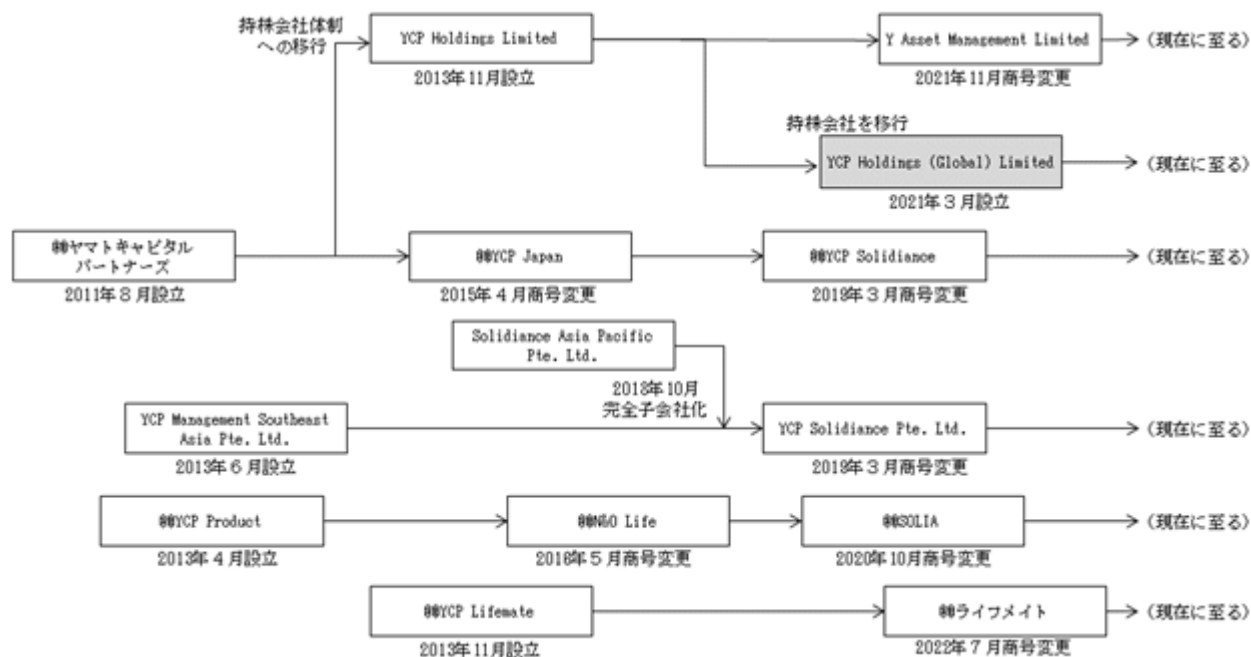 持株会社体制
への移行
YCP Holdings Limited
2013年11月設立
Y Asset Management Limited
2021年11月商号変更
(現在に至る)
持株会社を移行
YCP Holdings (Global) Limited
2021年3月設立
(現在に至る)
㈱ヤマトキャピタル
パートナーズ
2011年8月設立
㈱YCP Japan
2015年4月商号変更
㈱YCP Solidiance
2019年3月商号変更
(現在に至る)
Solidiance Asia Pacific
Pte. Ltd.
2018年10月
完全子会社化
YCP Management Southeast
Asia Pte. Ltd.
2013年6月設立
YCP Solidiance Pte. Ltd.
2019年3月商号変更
(現在に至る)
㈱YCP Product
2013年4月設立
㈱N&O Life
2016年5月商号変更
㈱SOLIA
2020年10月商号変更
(現在に至る)
㈱YCP Lifemate
2013年11月設立
㈱ライフメイト
2022年7月商号変更
(現在に至る)